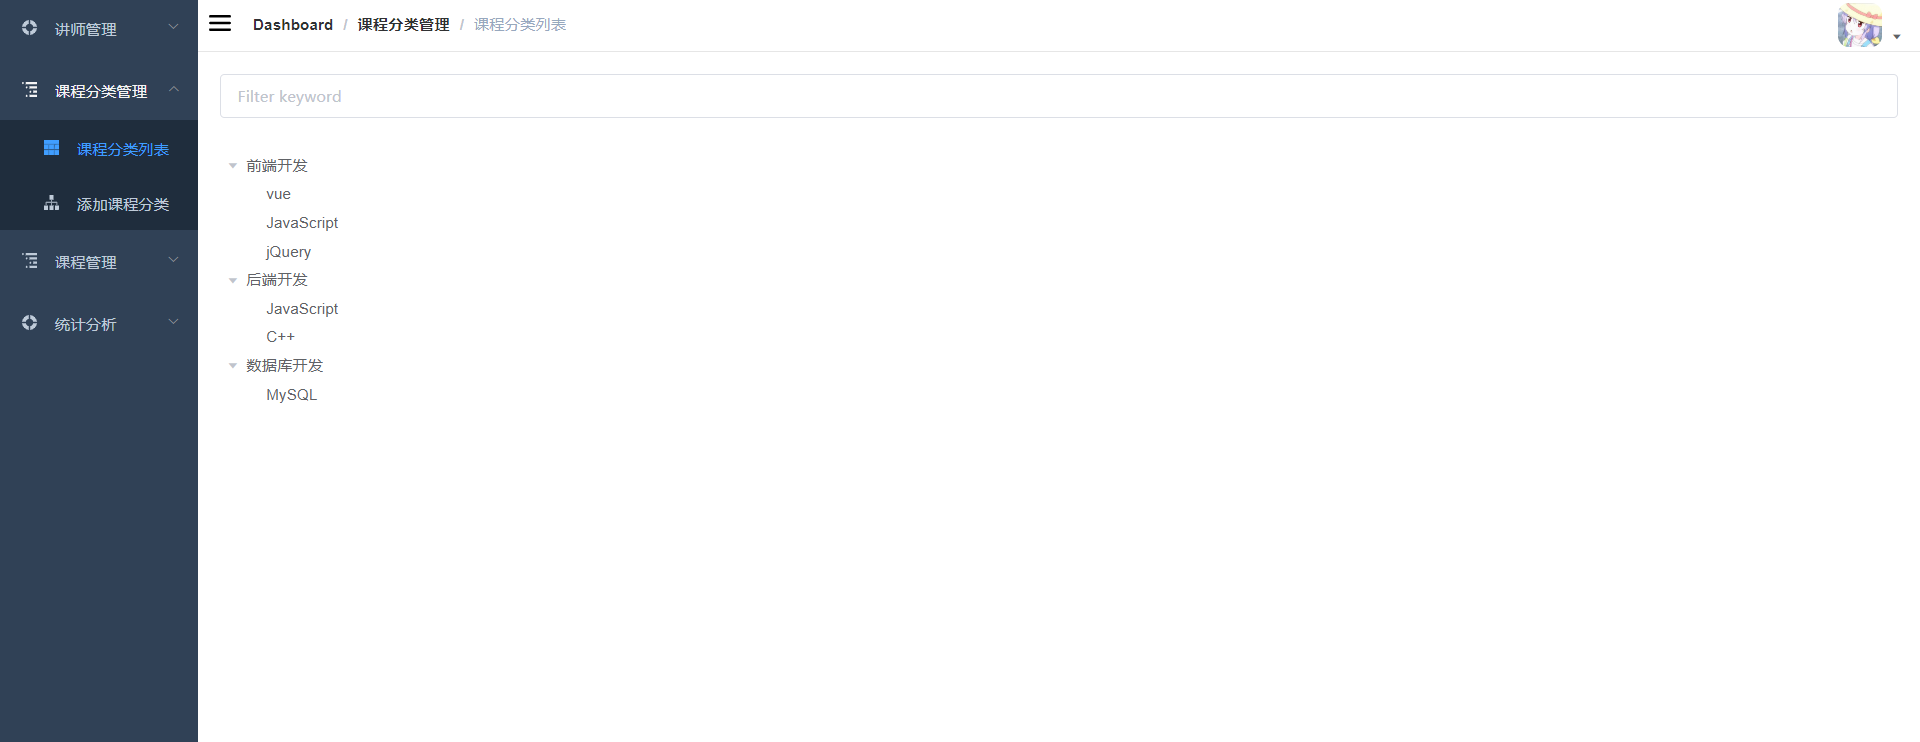 讲师管理
课程分类管理
课程分类列表
添加课程分类
课程管理
统计分析
Dashboard / 课程分类管理 / 课程分类列表
Filter keyword
前端开发
vue
JavaScript
jQuery
后端开发
JavaScript
C++
数据库开发
MySQL